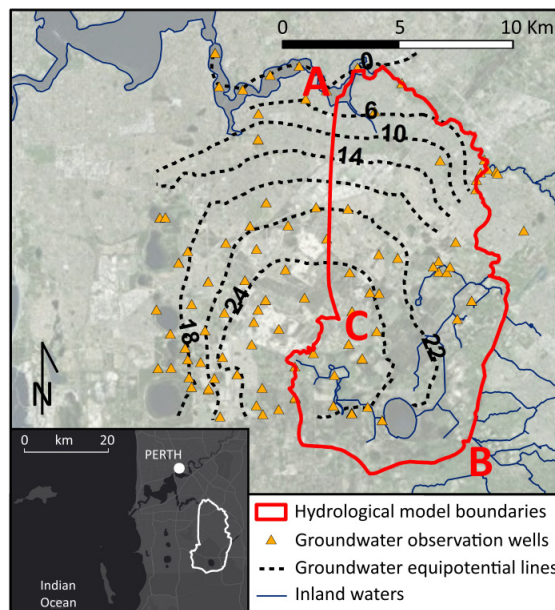 0 5 10 Km
A
0
6
10
14
24
18
C
22
N
B
0 km 20
PERTH
Indian
Ocean
Hydrological model boundaries
Groundwater observation wells
Groundwater equipotential lines
Inland waters